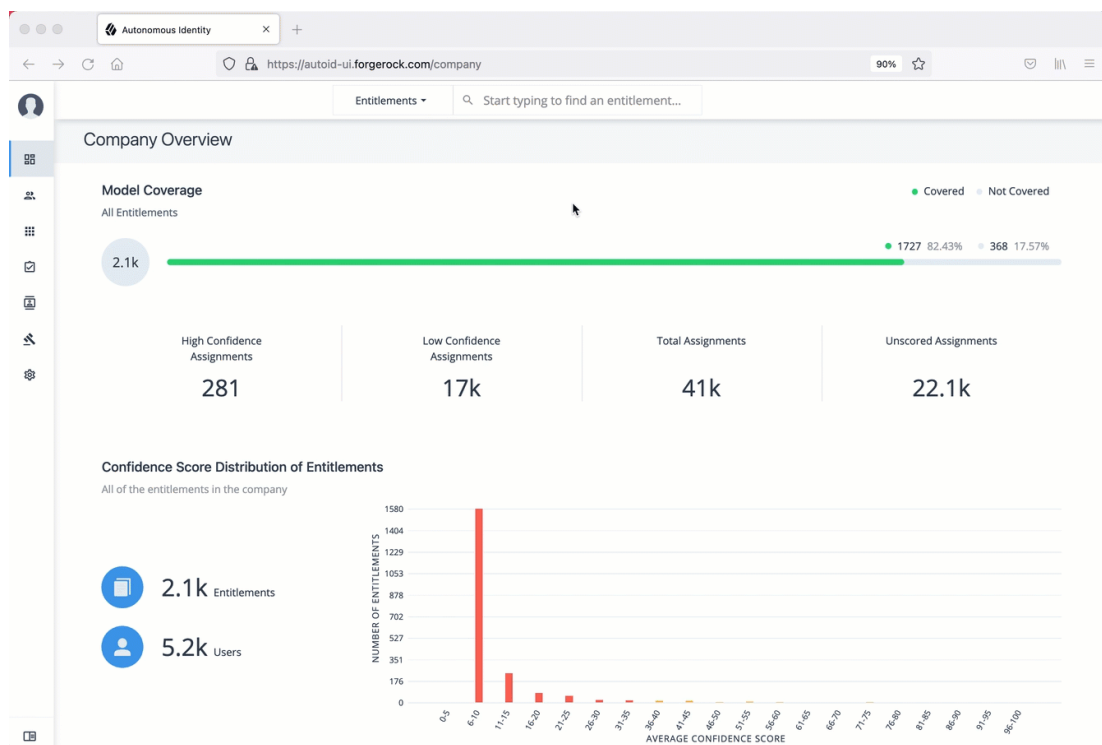 Autonomous Identity
https://autoid-ui.forgerock.com/company
90%
Entitlements
Start typing to find an entitlement...
Company Overview
Model Coverage
Covered
Not Covered
All Entitlements
1727 82.43%
368 17.57%
2.1k
High Confidence
Assignments
281
Low Confidence
Assignments
17k
Total Assignments
41k
Unscored Assignments
22.1k
Confidence Score Distribution of Entitlements
All of the entitlements in the company
2.1k Entitlements
5.2k Users
NUMBER OF ENTITLEMENTS
1580
1404
1229
1053
878
702
527
351
176
0
0-5
6-10
11-15
16-20
21-25
26-30
31-35
36-40
41-45
46-50
51-55
56-60
61-65
66-70
71-75
76-80
81-85
86-90
91-95
96-100
AVERAGE CONFIDENCE SCORE